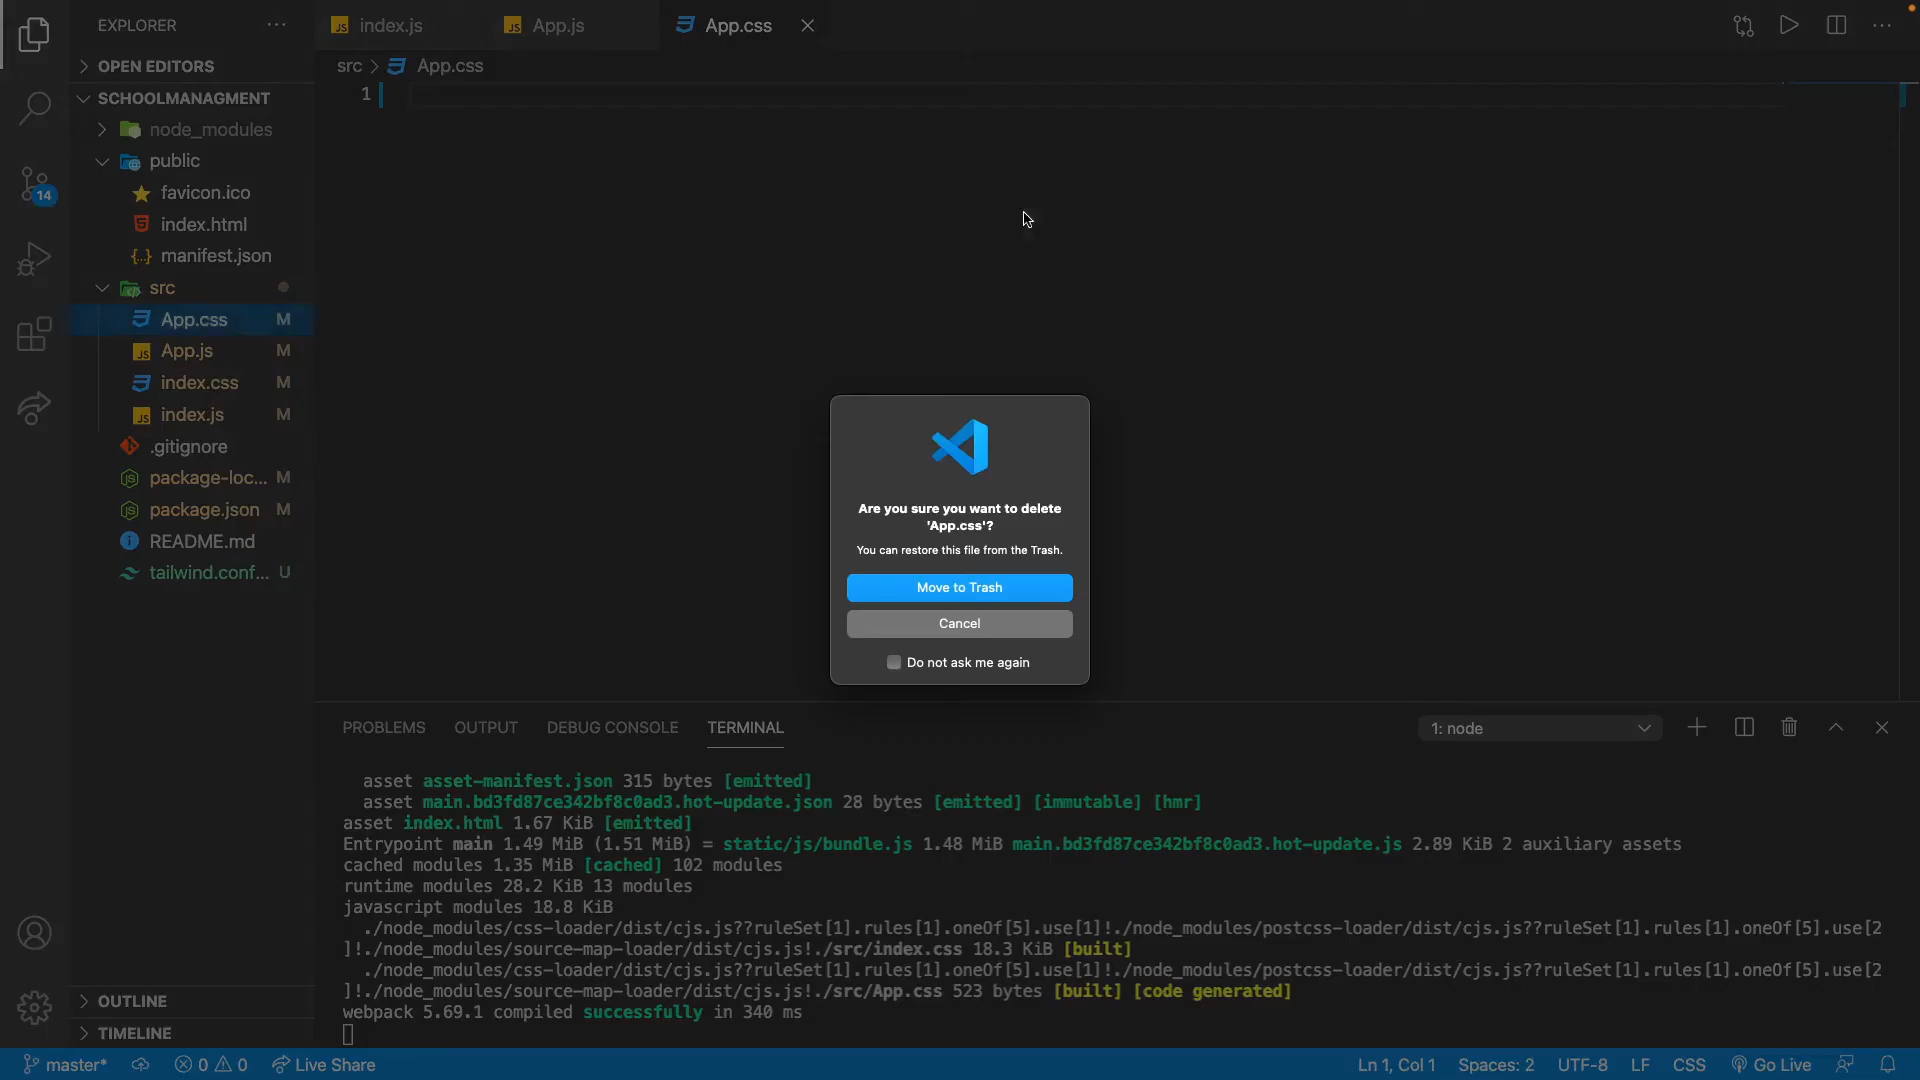 EXPLORER
index.js
App.js
App.css
OPEN EDITORS
src
App.css
SCHOOLMANAGMENT
1
node_modules
public
favicon.ico
index.html
manifest.json
src
App.css M
App.js M
index.css M
index.js M
.gitignore
package-loc... M
package.json M
README.md
tailwind.conf... U
14
Are you sure you want to delete
'App.css'?
You can restore this file from the Trash.
Move to Trash
Cancel
Do not ask me again
PROBLEMS OUTPUT DEBUG CONSOLE TERMINAL
1: node
asset asset-manifest.json 315 bytes [emitted]
asset main.bd3fd87ce342bf8c0ad3.hot-update.json 28 bytes [emitted] [immutable] [hmr]
asset index.html 1.67 KiB [emitted]
Entrypoint main 1.49 MiB (1.51 MiB) = static/js/bundle.js 1.48 MiB main.bd3fd87ce342bf8c0ad3.hot-update.js 2.89 KiB 2 auxiliary assets
cached modules 1.35 MiB [cached] 102 modules
runtime modules 28.2 KiB 13 modules
javascript modules 18.8 KiB
./node_modules/css-loader/dist/cjs.js??ruleSet[1].rules[1].oneOf[5].use[1]!./node_modules/postcss-loader/dist/cjs.js??ruleSet[1].rules[1].oneOf[5].use[2
]!./node_modules/source-map-loader/dist/cjs.js!./src/index.css 18.3 KiB [built]
./node_modules/css-loader/dist/cjs.js??ruleSet[1].rules[1].oneOf[5].use[1]!./node_modules/postcss-loader/dist/cjs.js??ruleSet[1].rules[1].oneOf[5].use[2
]!./node_modules/source-map-loader/dist/cjs.js!./src/App.css 523 bytes [built] [code generated]
webpack 5.69.1 compiled successfully in 340 ms
OUTLINE
TIMELINE
master* 0 0 Live Share
Ln 1, Col 1 Spaces: 2 UTF-8 LF CSS Go Live